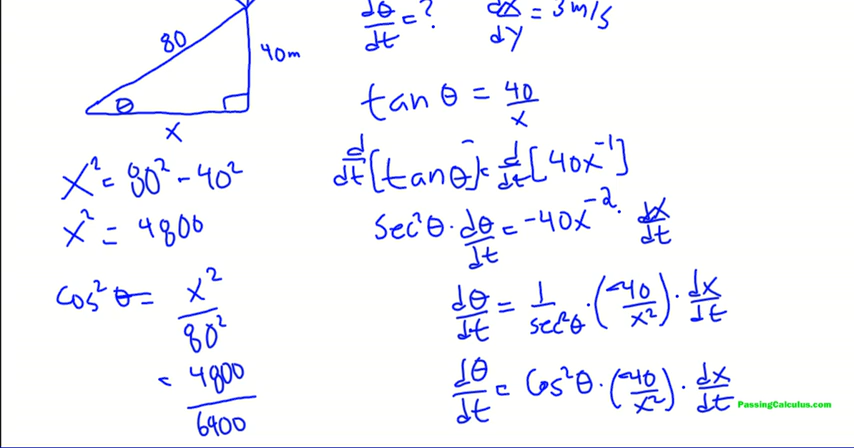 dθ/dt = ? dx/dy = 3 m/s
80
40m
θ
x
tan θ = 40/x
x² = 80² - 40²
d/dt [tan θ] = d/dt [40x⁻¹]
x² = 4800
sec²θ · dθ/dt = -40x⁻² · dx/dt
cos²θ = x²/80²
dθ/dt = 1/sec²θ · (-40/x²) · dx/dt
= 4800/6400
dθ/dt = cos²θ · (-40/x²) · dx/dt
PassingCalculus.com